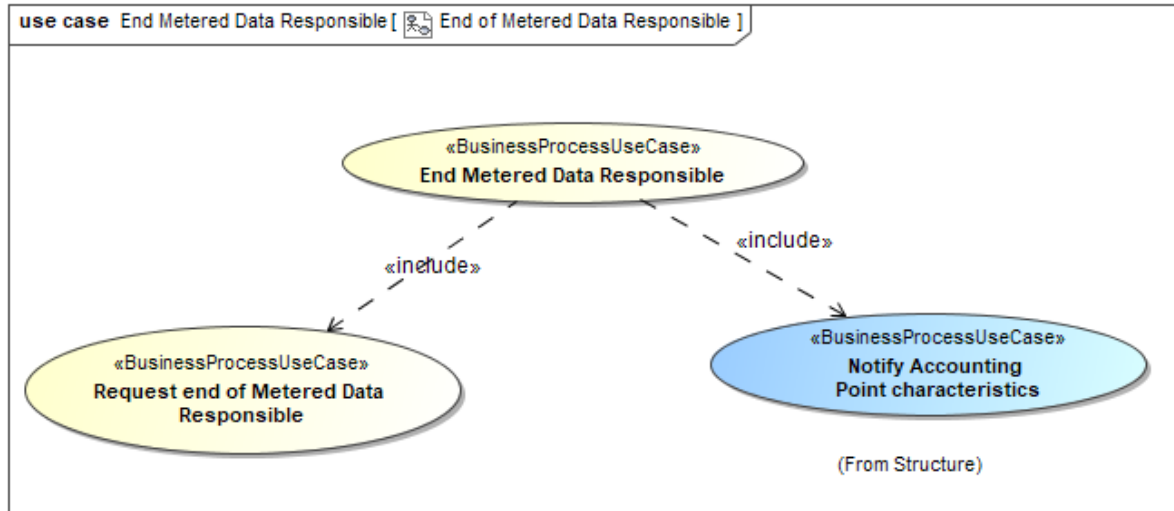 use case End Metered Data Responsible [ End of Metered Data Responsible ]
«BusinessProcessUseCase»
End Metered Data Responsible
«include»
«include»
«BusinessProcessUseCase»
Request end of Metered Data
Responsible
«BusinessProcessUseCase»
Notify Accounting
Point characteristics
(From Structure)